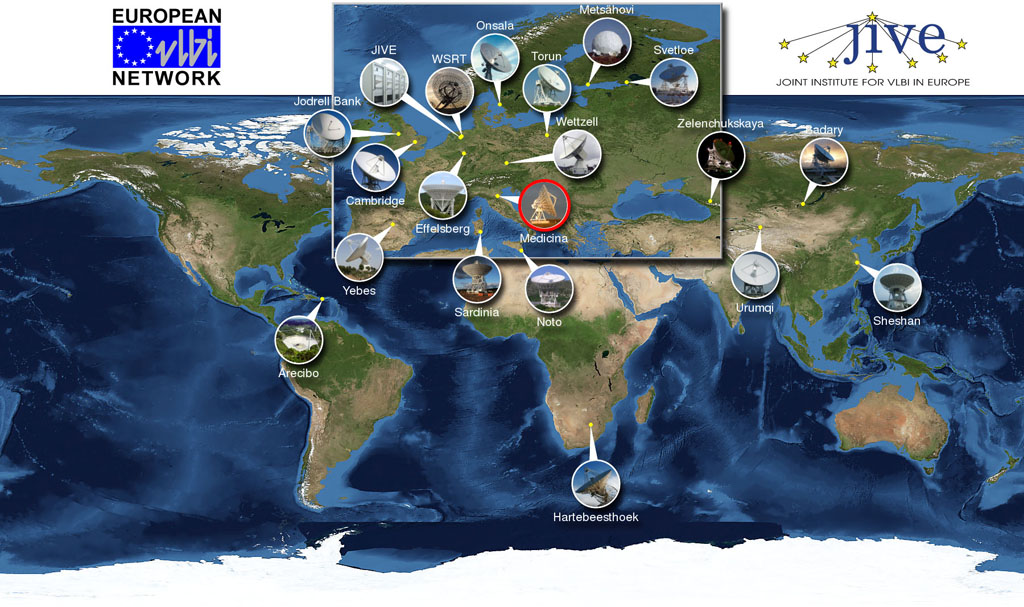 EUROPEAN
vlbi
NETWORK
jive
JOINT INSTITUTE FOR VLBI IN EUROPE
Metsähovi
Onsala
JIVE
WSRT
Torun
Svetloe
Jodrell Bank
Wettzell
Zelenchukskaya
Badary
Cambridge
Effelsberg
Medicina
Yebes
Sardinia
Noto
Urumqi
Sheshan
Arecibo
Hartebeesthoek